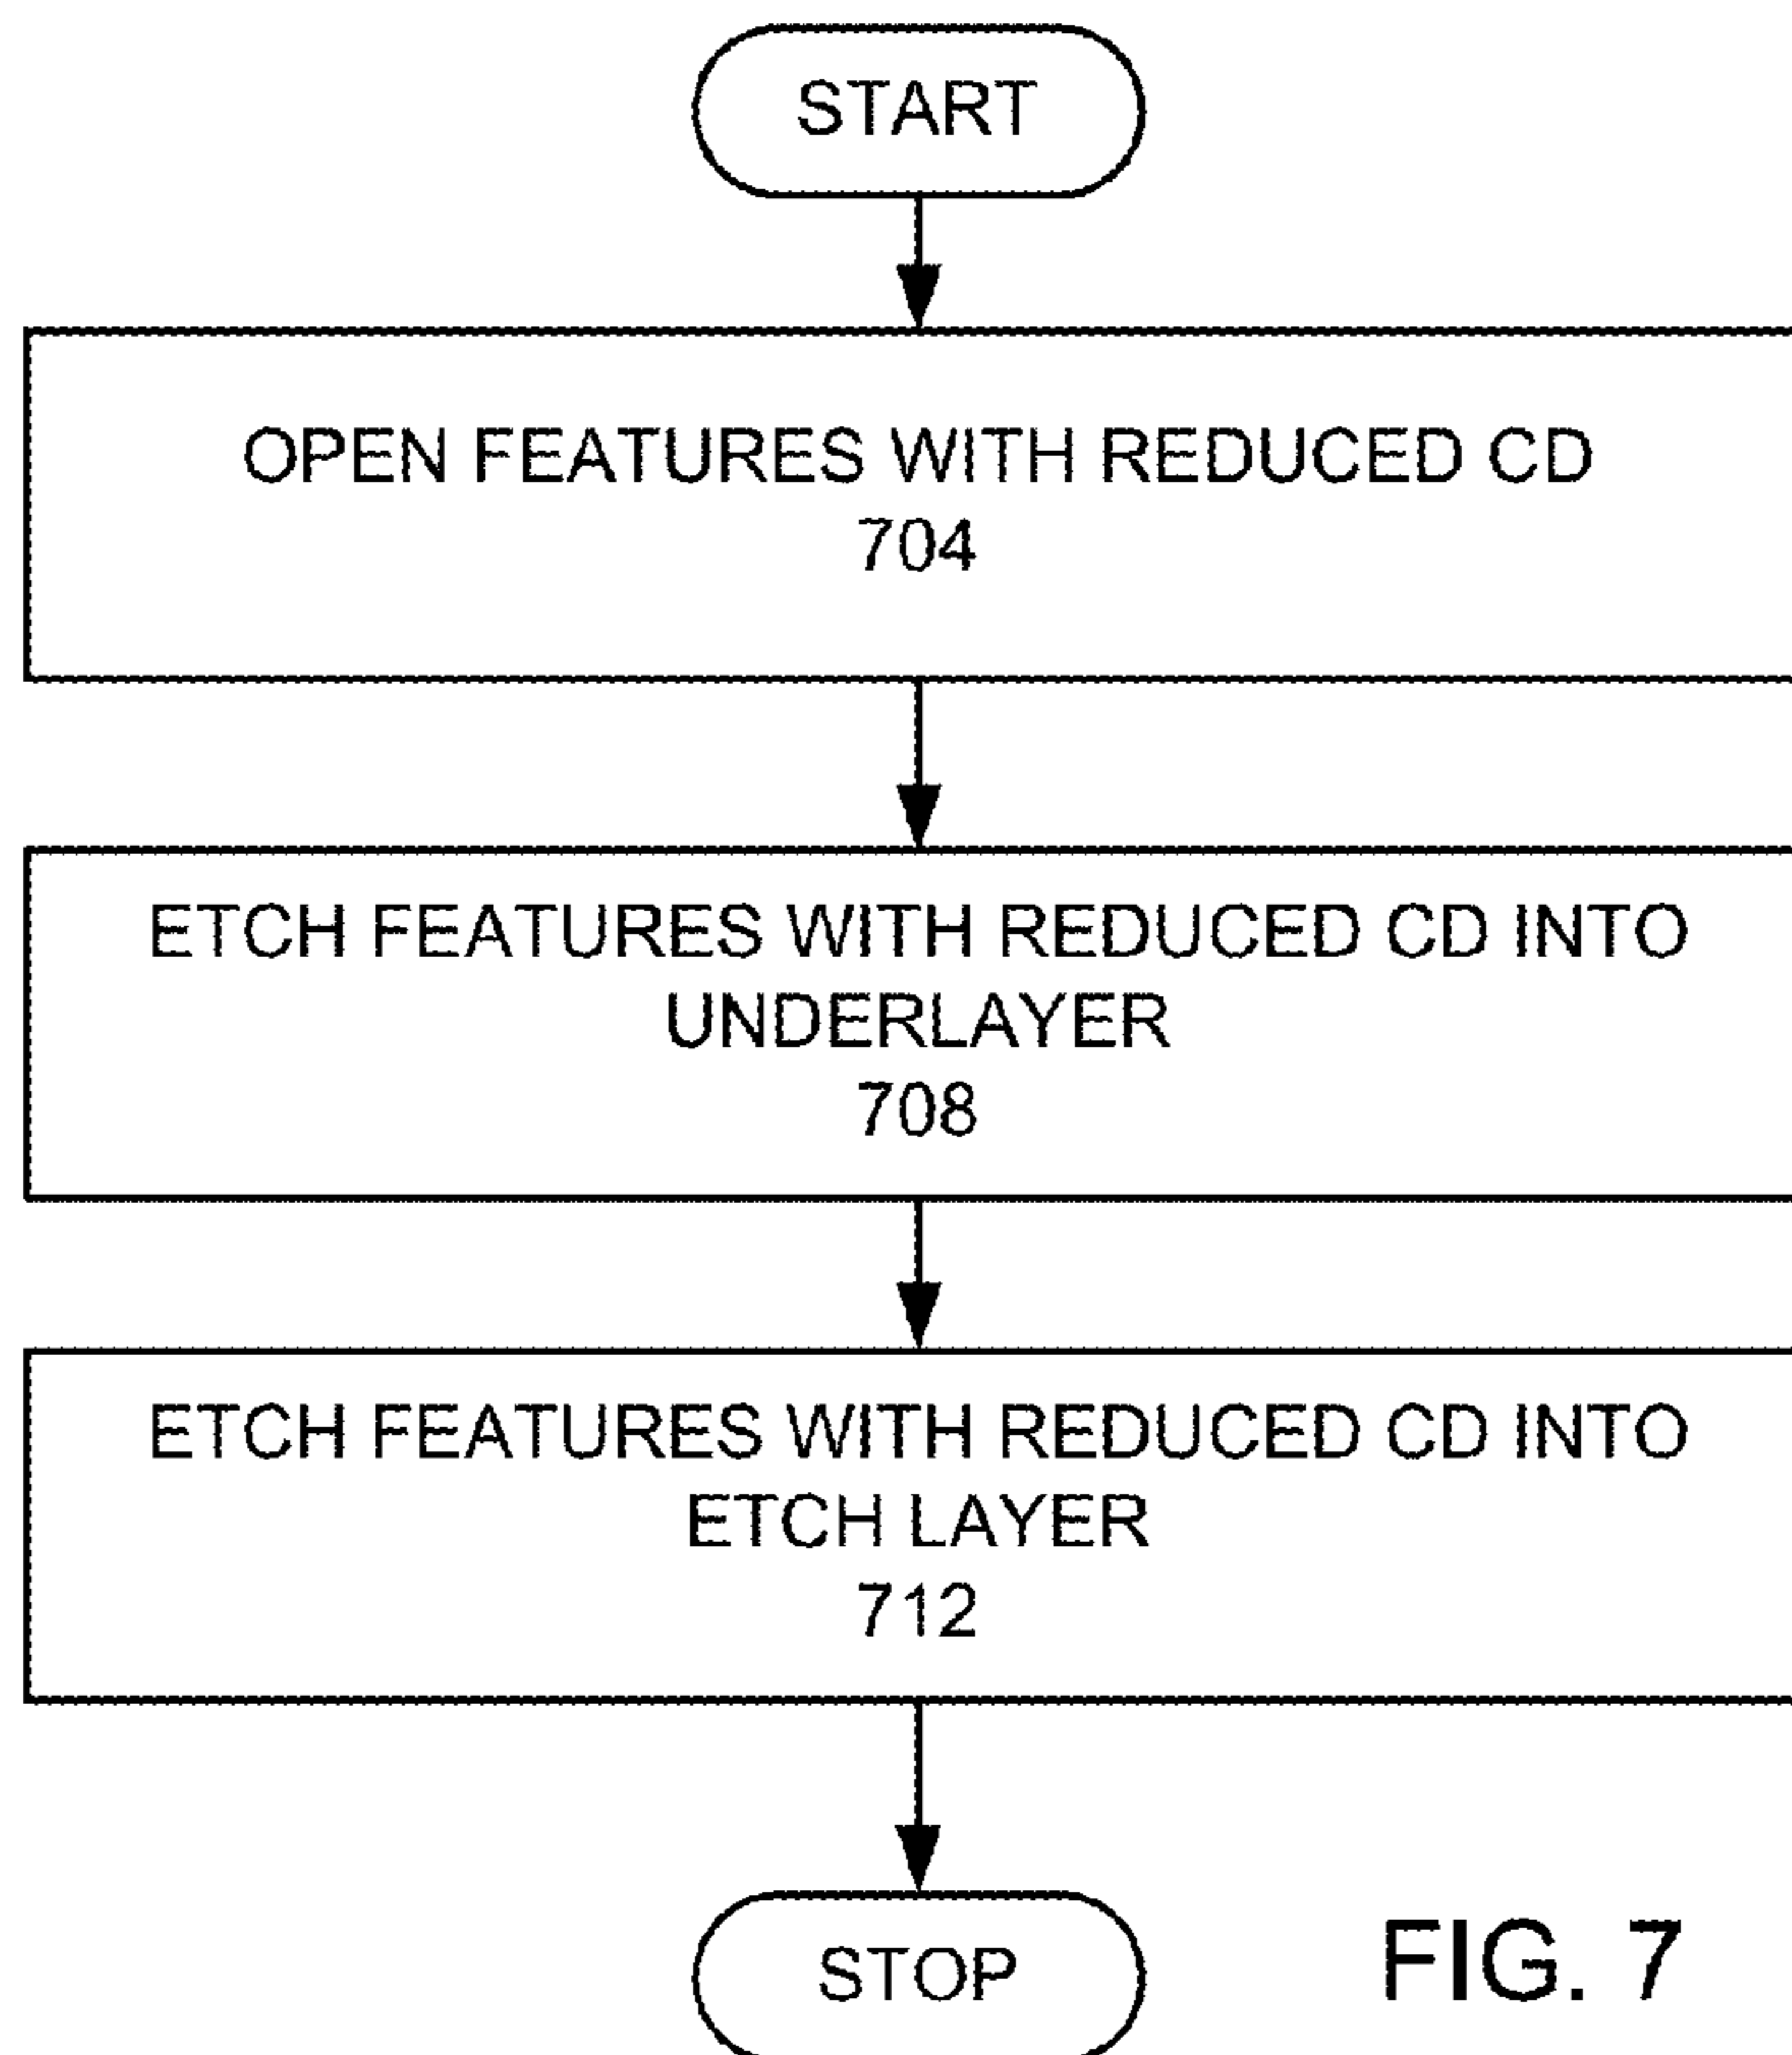 START
OPEN FEATURES WITH REDUCED CD
704
ETCH FEATURES WITH REDUCED CD INTO
UNDERLAYER
708
ETCH FEATURES WITH REDUCED CD INTO
ETCH LAYER
712
STOP
FIG. 7